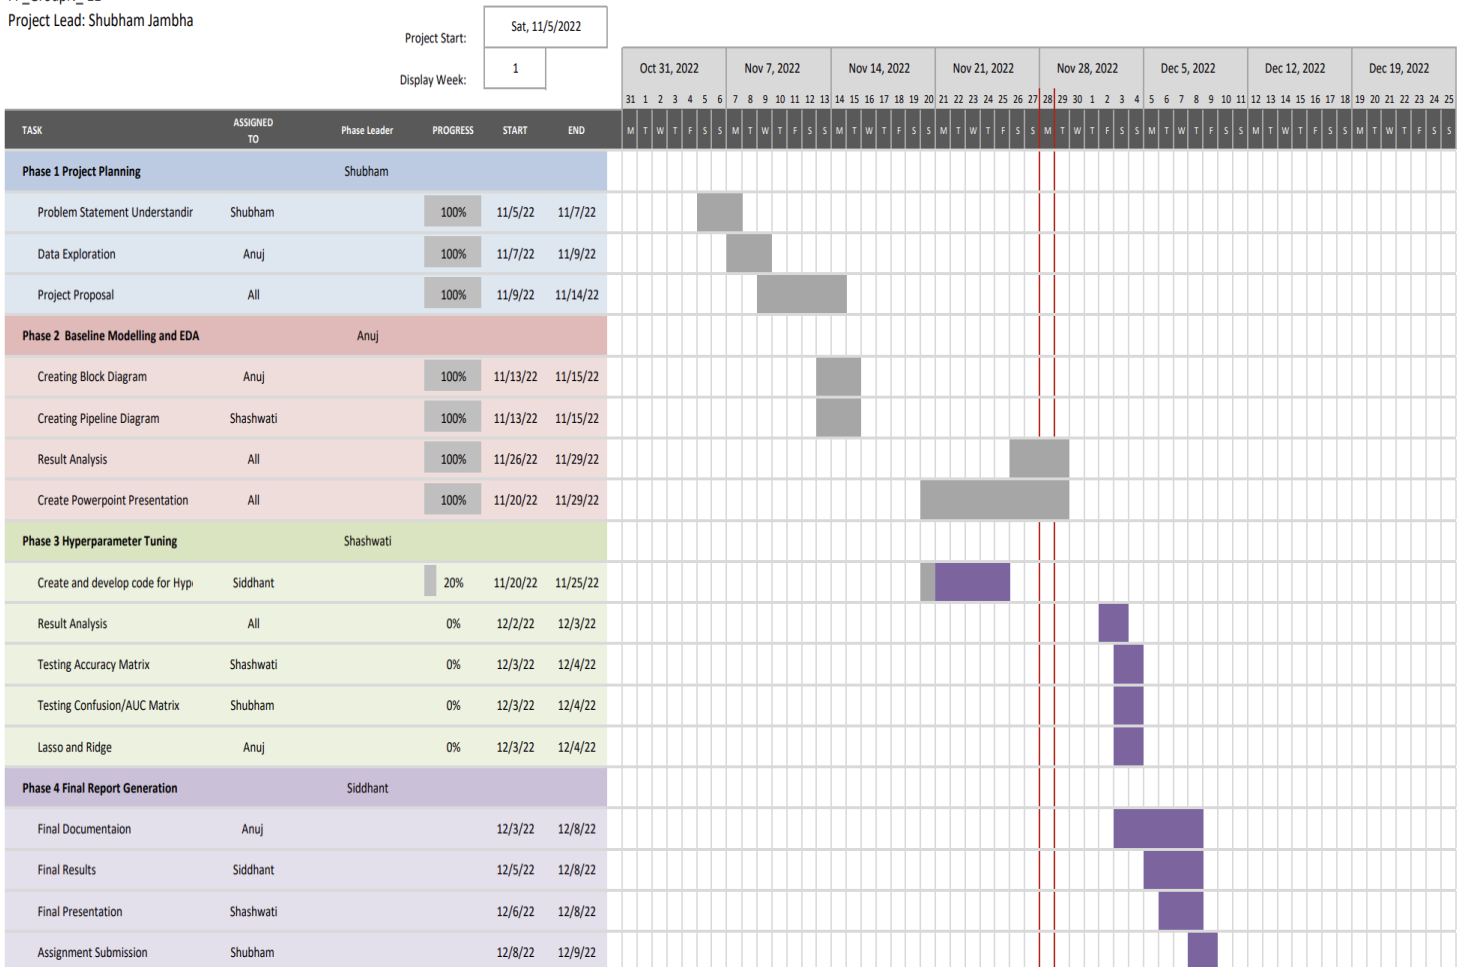 Project Lead: Shubham Jambha
Project Start: Sat, 11/5/2022
Display Week: 1
Oct 31, 2022 Nov 7, 2022 Nov 14, 2022 Nov 21, 2022 Nov 28, 2022 Dec 5, 2022 Dec 12, 2022 Dec 19, 2022
31 1 2 3 4 5 6 7 8 9 10 11 12 13 14 15 16 17 18 19 20 21 22 23 24 25 26 27 28 29 30 1 2 3 4 5 6 7 8 9 10 11 12 13 14 15 16 17 18 19 20 21 22 23 24 25
TASK ASSIGNED TO Phase Leader PROGRESS START END M T W T F S S M T W T F S S M T W T F S S M T W T F S S M T W T F S S M T W T F S S M T W T F S S M T W T F S S
Phase 1 Project Planning Shubham
Problem Statement Understandin Shubham 100% 11/5/22 11/7/22
Data Exploration Anuj 100% 11/7/22 11/9/22
Project Proposal All 100% 11/9/22 11/14/22
Phase 2 Baseline Modelling and EDA Anuj
Creating Block Diagram Anuj 100% 11/13/22 11/15/22
Creating Pipeline Diagram Shashwati 100% 11/13/22 11/15/22
Result Analysis All 100% 11/26/22 11/29/22
Create Powerpoint Presentation All 100% 11/20/22 11/29/22
Phase 3 Hyperparameter Tuning Shashwati
Create and develop code for Hyp Siddhant 20% 11/20/22 11/25/22
Result Analysis All 0% 12/2/22 12/3/22
Testing Accuracy Matrix Shashwati 0% 12/3/22 12/4/22
Testing Confusion/AUC Matrix Shubham 0% 12/3/22 12/4/22
Lasso and Ridge Anuj 0% 12/3/22 12/4/22
Phase 4 Final Report Generation Siddhant
Final Documentaion Anuj 12/3/22 12/8/22
Final Results Siddhant 12/5/22 12/8/22
Final Presentation Shashwati 12/6/22 12/8/22
Assignment Submission Shubham 12/8/22 12/9/22